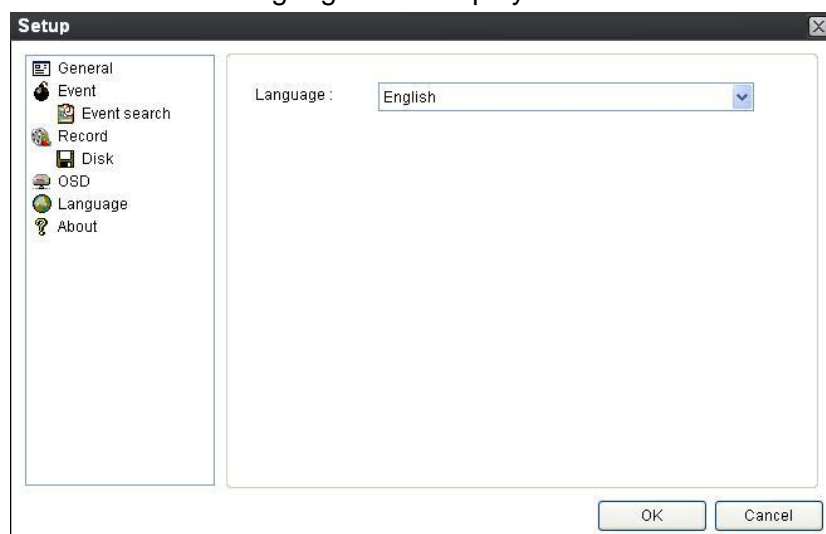 Setup
General
Event
Event search
Record
Disk
OSD
Language
About
Language : English
OK Cancel